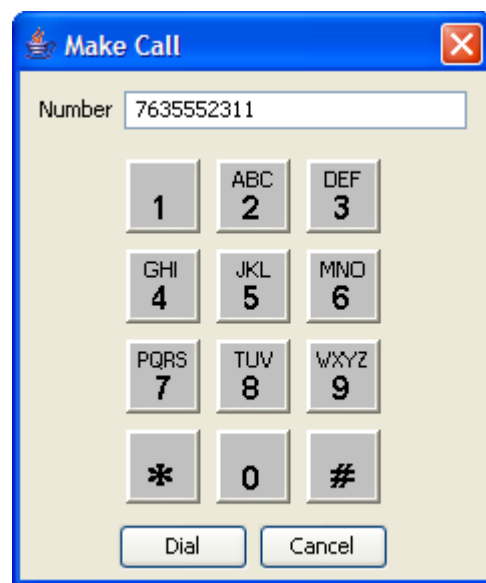 Make Call
Number 7635552311
ABC DEF
1 2 3
GHI JKL MNO
4 5 6
PQRS TUV WXYZ
7 8 9
* 0 #
Dial Cancel